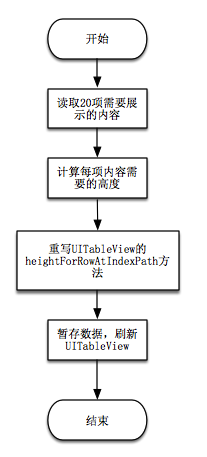 开始
读取20项需要展
示的内容
计算每项内容需
要的高度
重写UITableView的
heightForRowAtIndexPath方
法
暂存数据，刷新
UITableView
结束